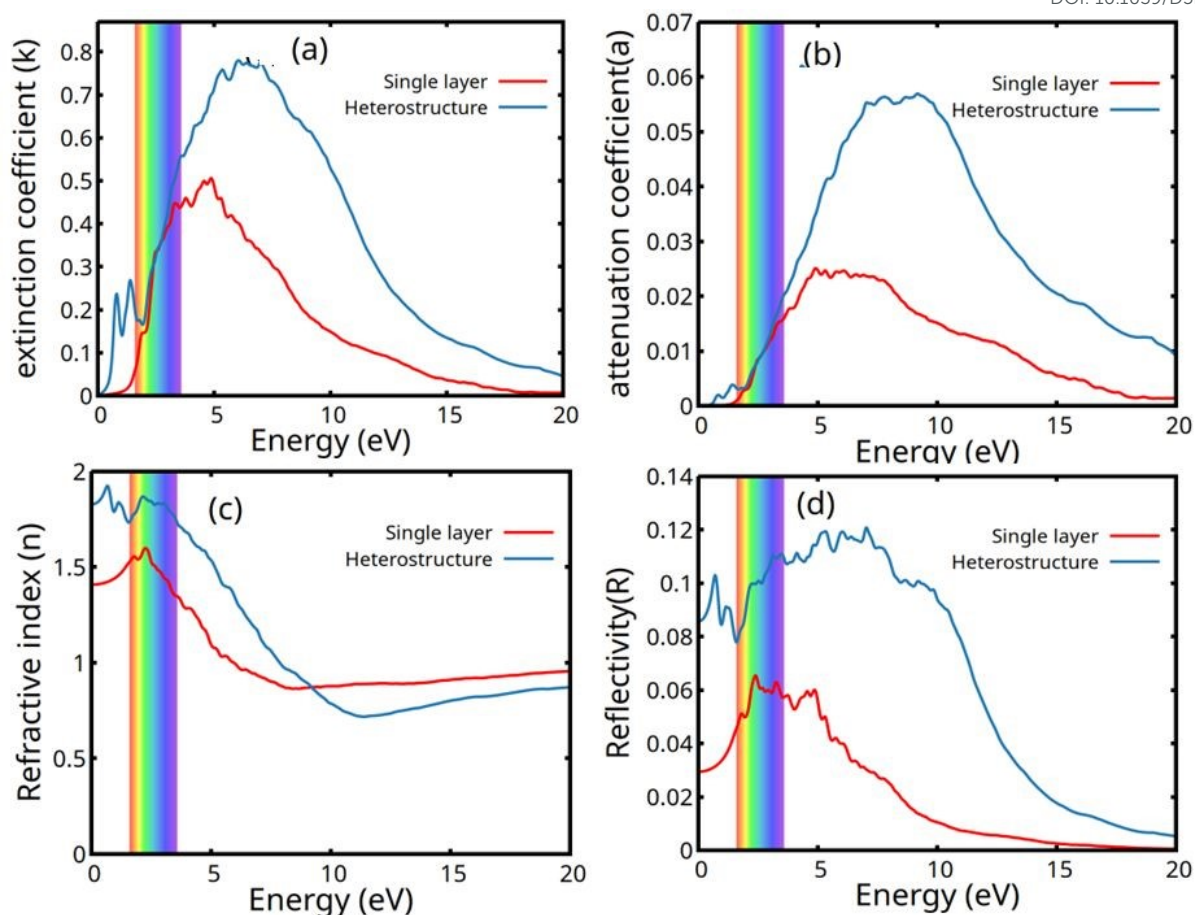 (a)
extinction coefficient (k)
0.8
0.7
0.6
0.5
0.4
0.3
0.2
0.1
0
Single layer
Heterostructure
0 5 10 15 20
Energy (eV)
(b)
attenuation coefficient(a)
0.07
0.06
0.05
0.04
0.03
0.02
0.01
0
Single layer
Heterostructure
0 5 10 15 20
Energy (eV)
(c)
Refractive index (n)
2
1.5
1
0.5
0
Single layer
Heterostructure
0 5 10 15 20
Energy (eV)
(d)
Reflectivity(R)
0.14
0.12
0.1
0.08
0.06
0.04
0.02
0
Single layer
Heterostructure
0 5 10 15 20
Energy (eV)